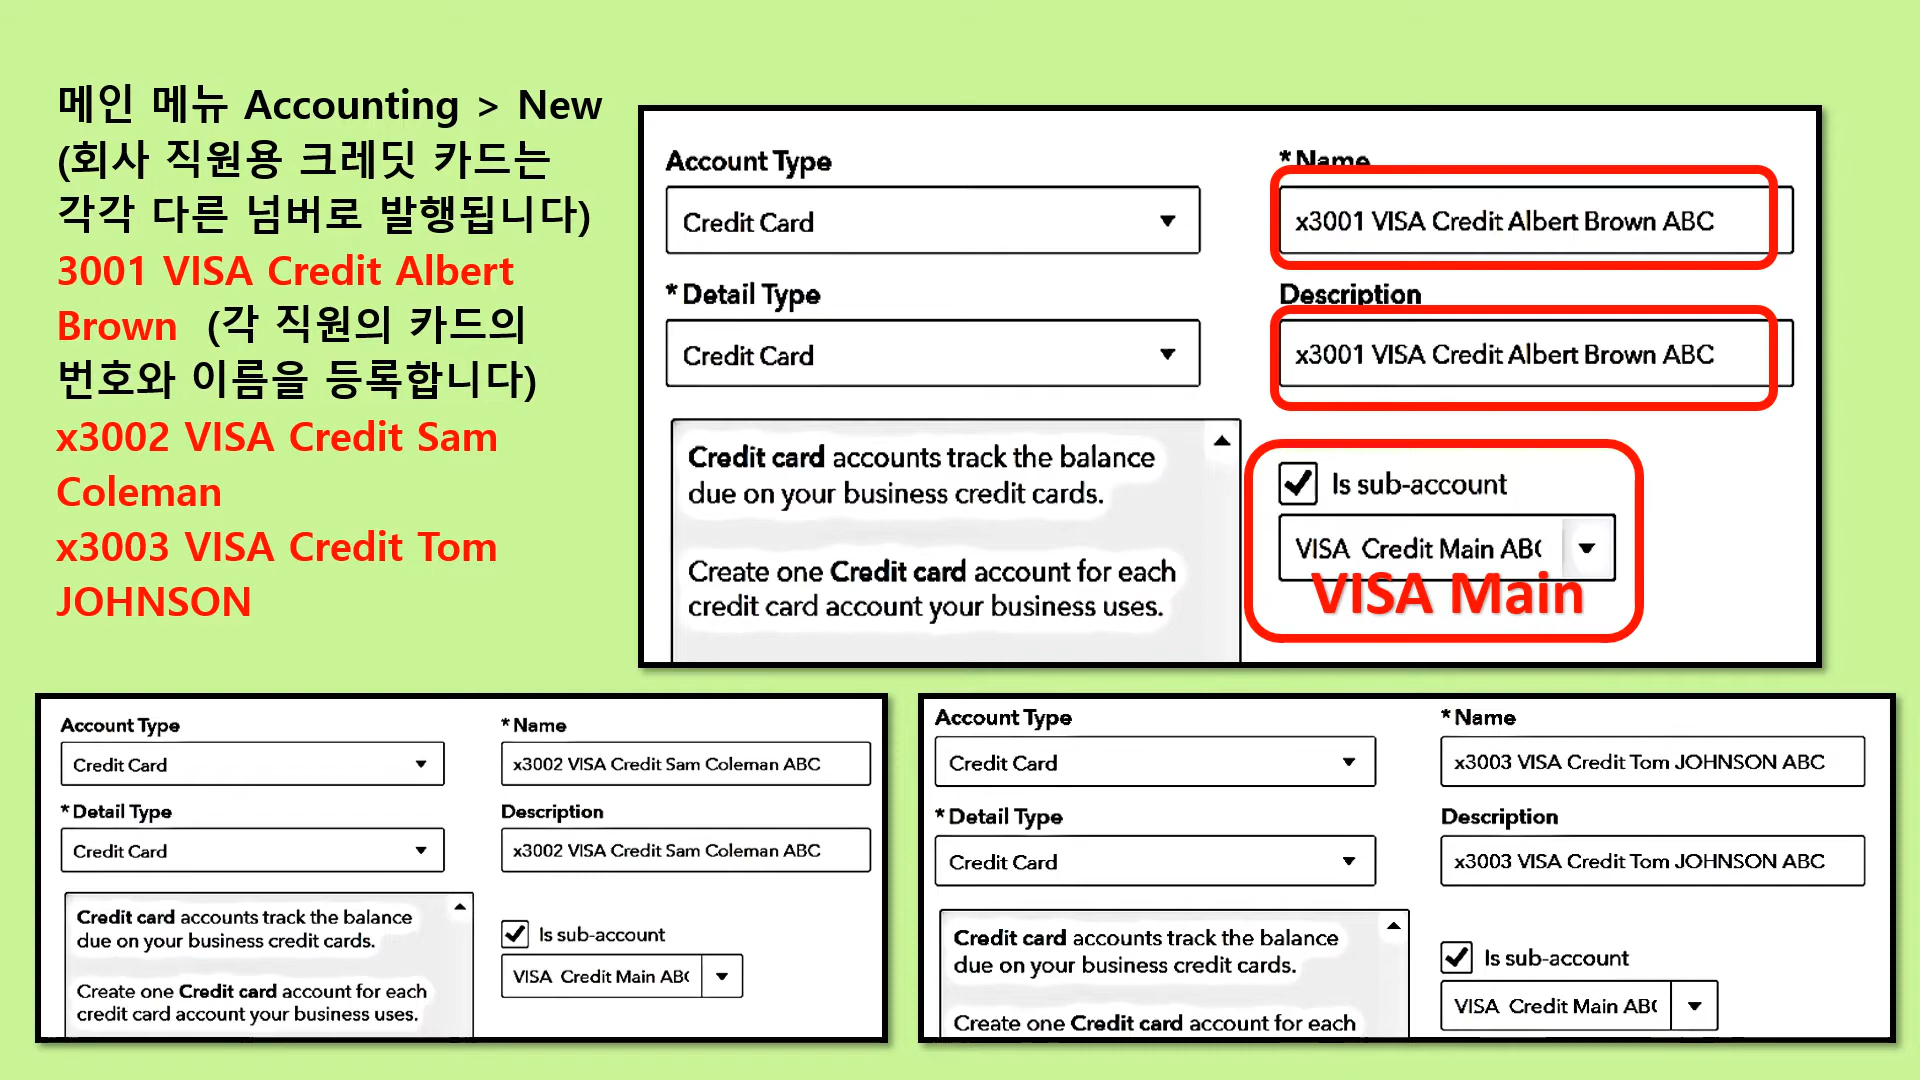 메인 메뉴 Accounting > New
(회사 직원용 크레딧 카드는
각각 다른 넘버로 발행됩니다)
3001 VISA Credit Albert
Brown (각 직원의 카드의
번호와 이름을 등록합니다)
x3002 VISA Credit Sam
Coleman
x3003 VISA Credit Tom
JOHNSON
Account Type
Credit Card
* Detail Type
Credit Card
Credit card accounts track the balance
due on your business credit cards.
Create one Credit card account for each
credit card account your business uses.
* Name
x3001 VISA Credit Albert Brown ABC
Description
x3001 VISA Credit Albert Brown ABC
Is sub-account
VISA Credit Main ABC
VISA Main
Account Type
Credit Card
* Detail Type
Credit Card
Credit card accounts track the balance
due on your business credit cards.
Create one Credit card account for each
credit card account your business uses.
* Name
x3002 VISA Credit Sam Coleman ABC
Description
x3002 VISA Credit Sam Coleman ABC
Is sub-account
VISA Credit Main ABC
Account Type
Credit Card
* Detail Type
Credit Card
Credit card accounts track the balance
due on your business credit cards.
Create one Credit card account for each
* Name
x3003 VISA Credit Tom JOHNSON ABC
Description
x3003 VISA Credit Tom JOHNSON ABC
Is sub-account
VISA Credit Main ABC